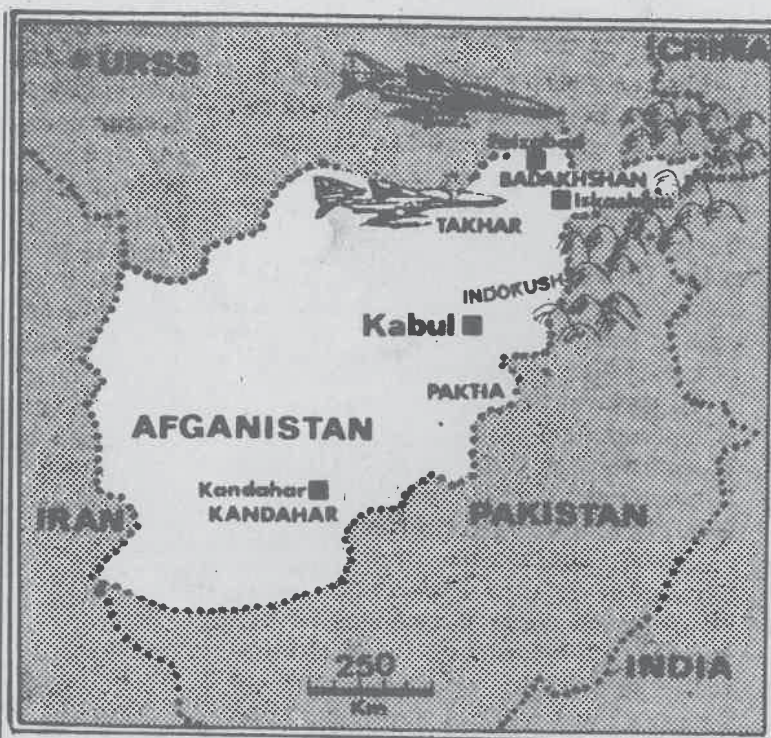 URSS
CHINA
Faizabad
BADAKHSHAN
TAKHAR
INDOKUSH
Kabul
PAKTIA
AFGANISTAN
Kandahar
KANDAHAR
IRAN
PAKISTAN
250
Km
INDIA